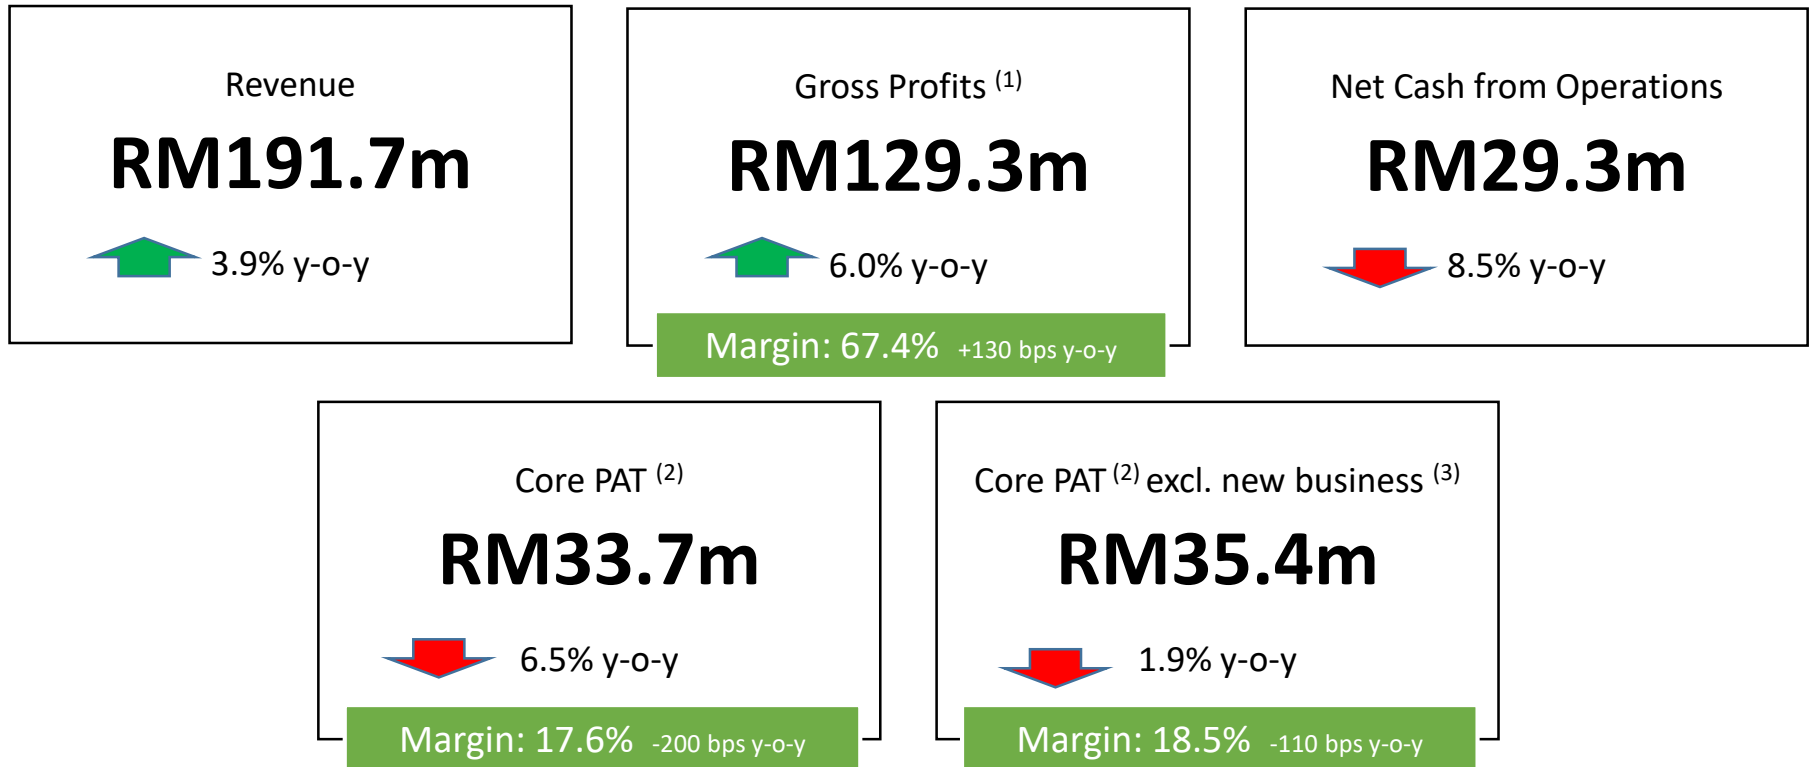 Revenue
RM191.7m
3.9% y-o-y
Gross Profits (1)
RM129.3m
6.0% y-o-y
Margin: 67.4% +130 bps y-o-y
Net Cash from Operations
RM29.3m
8.5% y-o-y
Core PAT (2)
RM33.7m
6.5% y-o-y
Margin: 17.6% -200 bps y-o-y
Core PAT (2) excl. new business (3)
RM35.4m
1.9% y-o-y
Margin: 18.5% -110 bps y-o-y